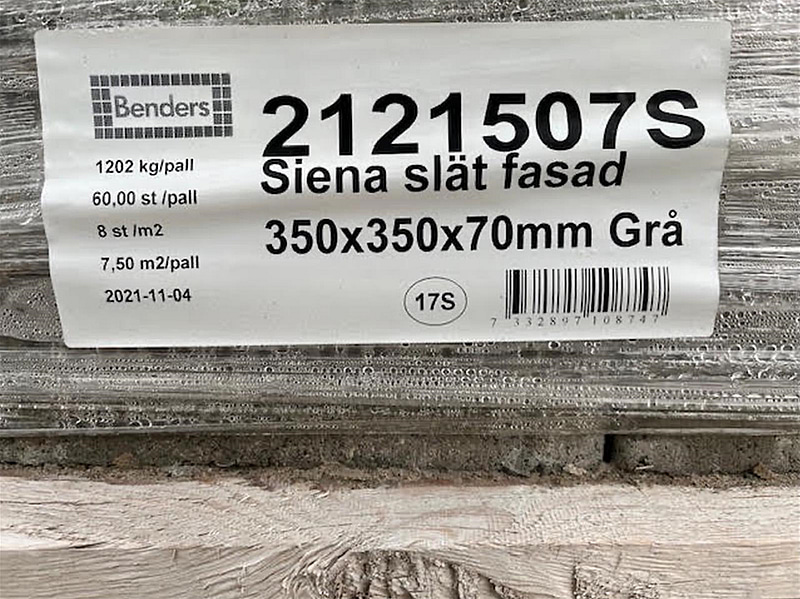 Benders
2121507S
Siena slät fasad
350x350x70mm Grå
1202 kg/pall
60,00 st /pall
8 st /m2
7,50 m2/pall
2021-11-04
17S
7 332897 108747